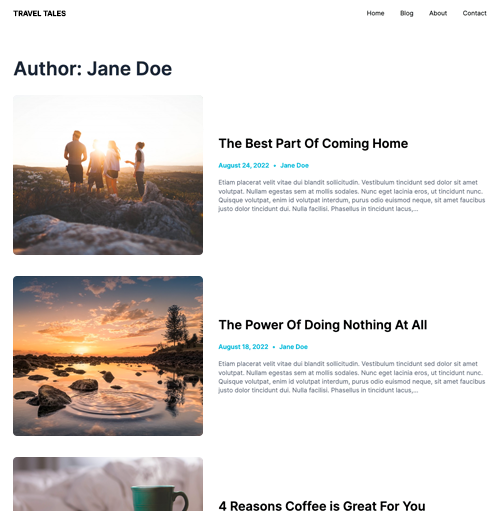 TRAVEL TALES
Home Blog About Contact
Author: Jane Doe
The Best Part Of Coming Home
August 24, 2022 • Jane Doe
Etiam placerat velit vitae dui blandit sollicitudin. Vestibulum tincidunt sed dolor sit amet
volutpat. Nullam egestas sem at mollis sodales. Nunc eget lacinia eros, ut tincidunt nunc.
Quisque volutpat, enim id volutpat interdum, purus odio euismod neque, sit amet faucibus
justo dolor tincidunt dui. Nulla facilisi. Phasellus in tincidunt lacus,...
The Power Of Doing Nothing At All
August 18, 2022 • Jane Doe
Etiam placerat velit vitae dui blandit sollicitudin. Vestibulum tincidunt sed dolor sit amet
volutpat. Nullam egestas sem at mollis sodales. Nunc eget lacinia eros, ut tincidunt nunc.
Quisque volutpat, enim id volutpat interdum, purus odio euismod neque, sit amet faucibus
justo dolor tincidunt dui. Nulla facilisi. Phasellus in tincidunt lacus,...
4 Reasons Coffee is Great For You